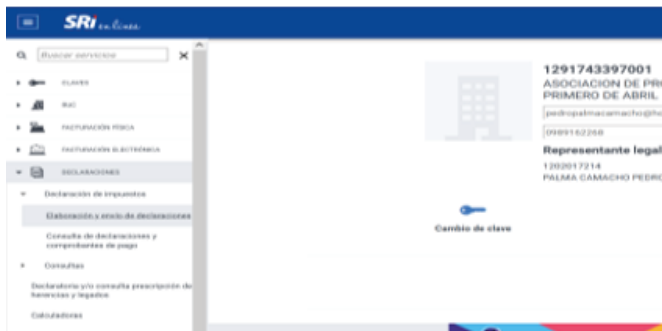 SRi en línea
Buscar servicios
CLAVES
RUC
FACTURACIÓN FÍSICA
FACTURACIÓN ELECTRÓNICA
DECLARACIONES
Declaración de impuestos
Elaboración y envío de declaraciones
Consulta de declaraciones y
comprobantes de pago
Consultas
Declaratoria y/o consulta prescripción de
herencias y legados
Calculadoras
1291743397001
ASOCIACION DE PRO
PRIMERO DE ABRIL
pedropalmacamacho@ho
0989162268
Representante legal
1202017214
PALMA CAMACHO PEDRO
Cambio de clave